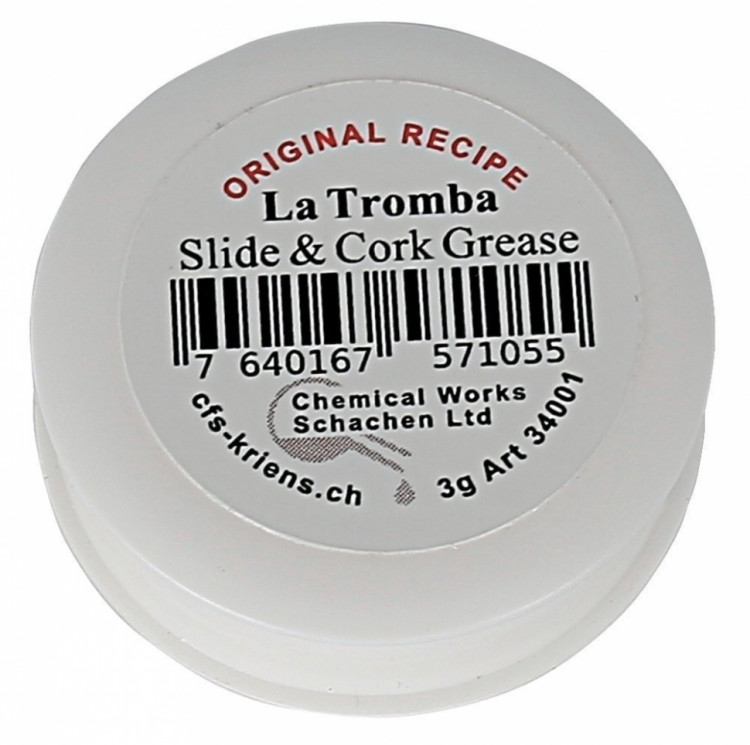 ORIGINAL RECIPE
La Tromba
Slide & Cork Grease
7 640167 571055
Chemical Works
Schachen Ltd
cfs-kriens.ch
3g Art 34001